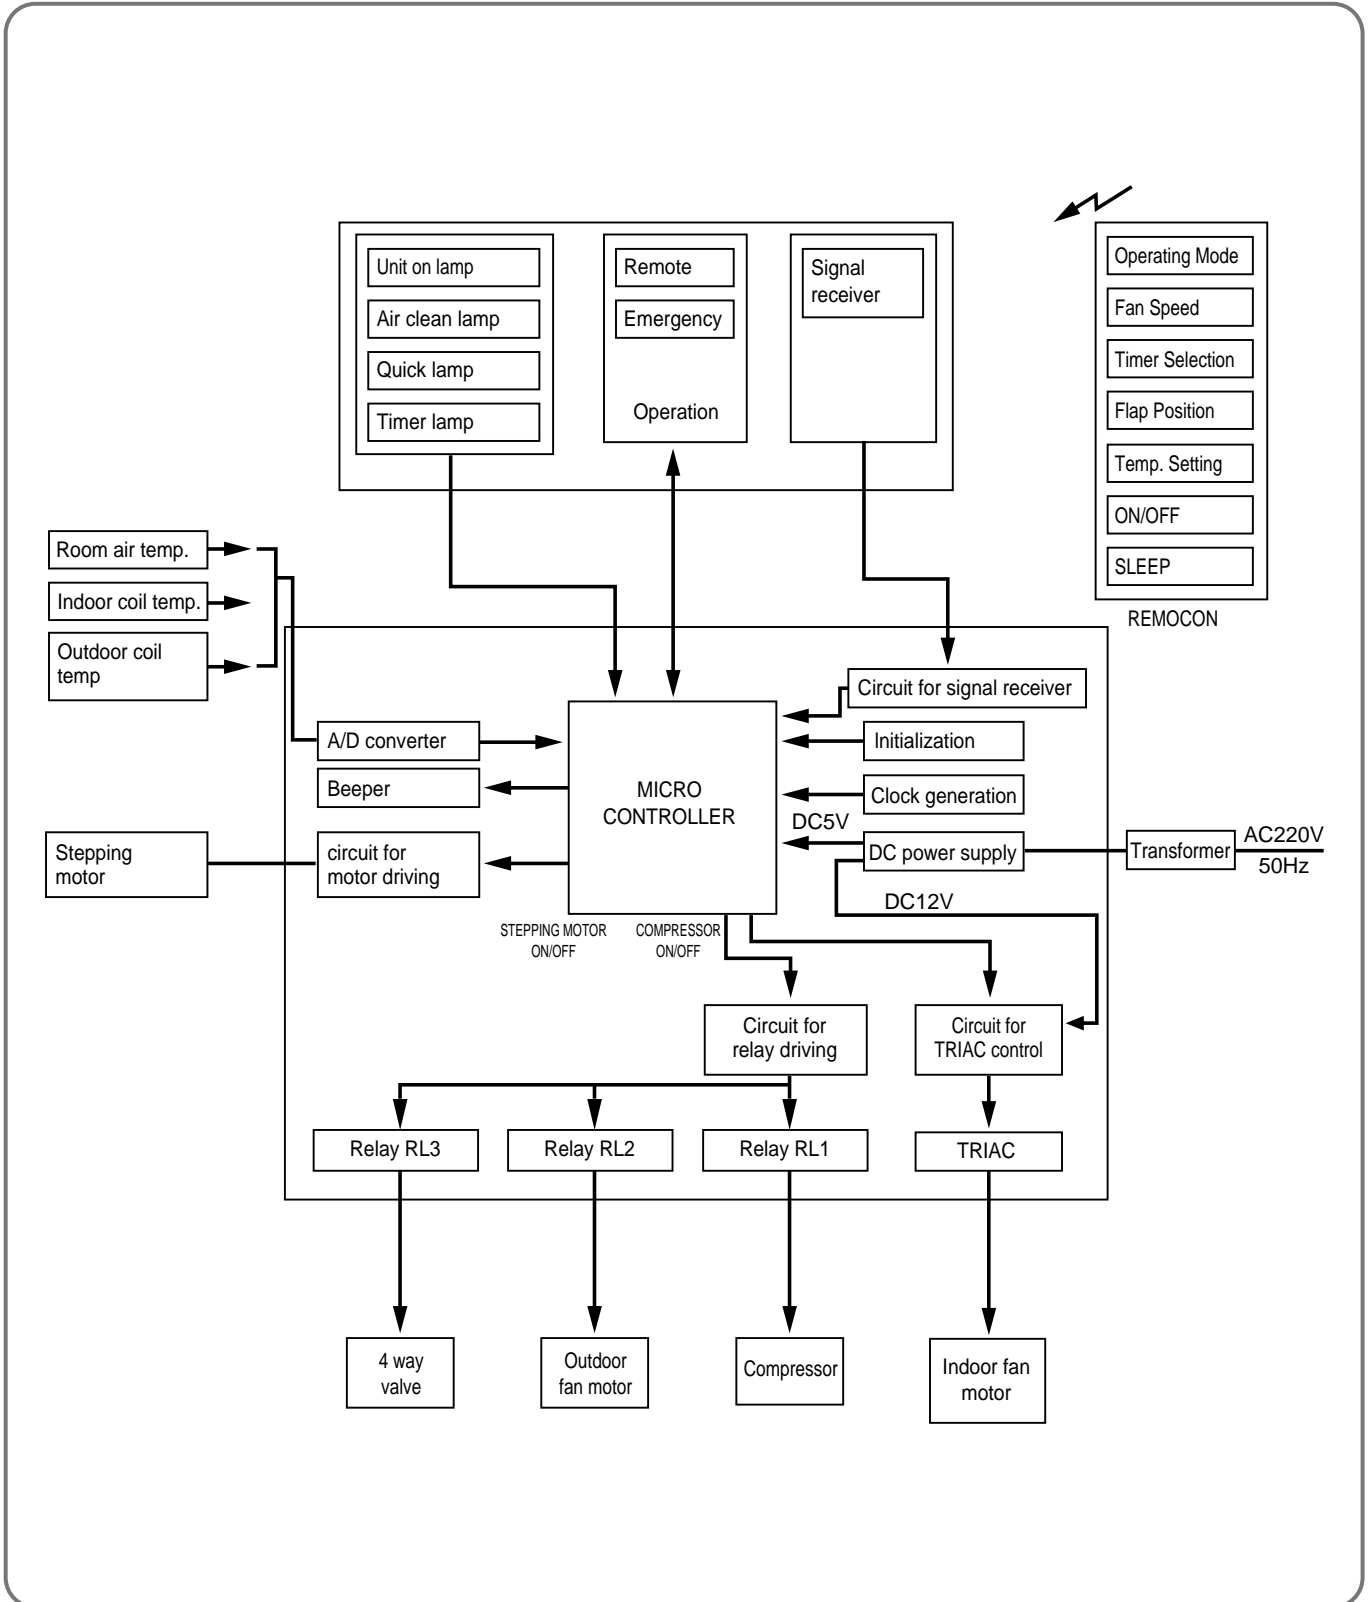 Unit on lamp
Air clean lamp
Quick lamp
Timer lamp
Remote
Emergency
Operation
Signal
receiver
Operating Mode
Fan Speed
Timer Selection
Flap Position
Temp. Setting
ON/OFF
SLEEP
REMOCON
Room air temp.
Indoor coil temp.
Outdoor coil
temp
A/D converter
Beeper
circuit for
motor driving
Stepping
motor
MICRO
CONTROLLER
Circuit for signal receiver
Initialization
Clock generation
DC5V
DC power supply
DC12V
Transformer
AC220V
50Hz
STEPPING MOTOR
ON/OFF
COMPRESSOR
ON/OFF
Circuit for
relay driving
Circuit for
TRIAC control
Relay RL3
Relay RL2
Relay RL1
TRIAC
4 way
valve
Outdoor
fan motor
Compressor
Indoor fan
motor